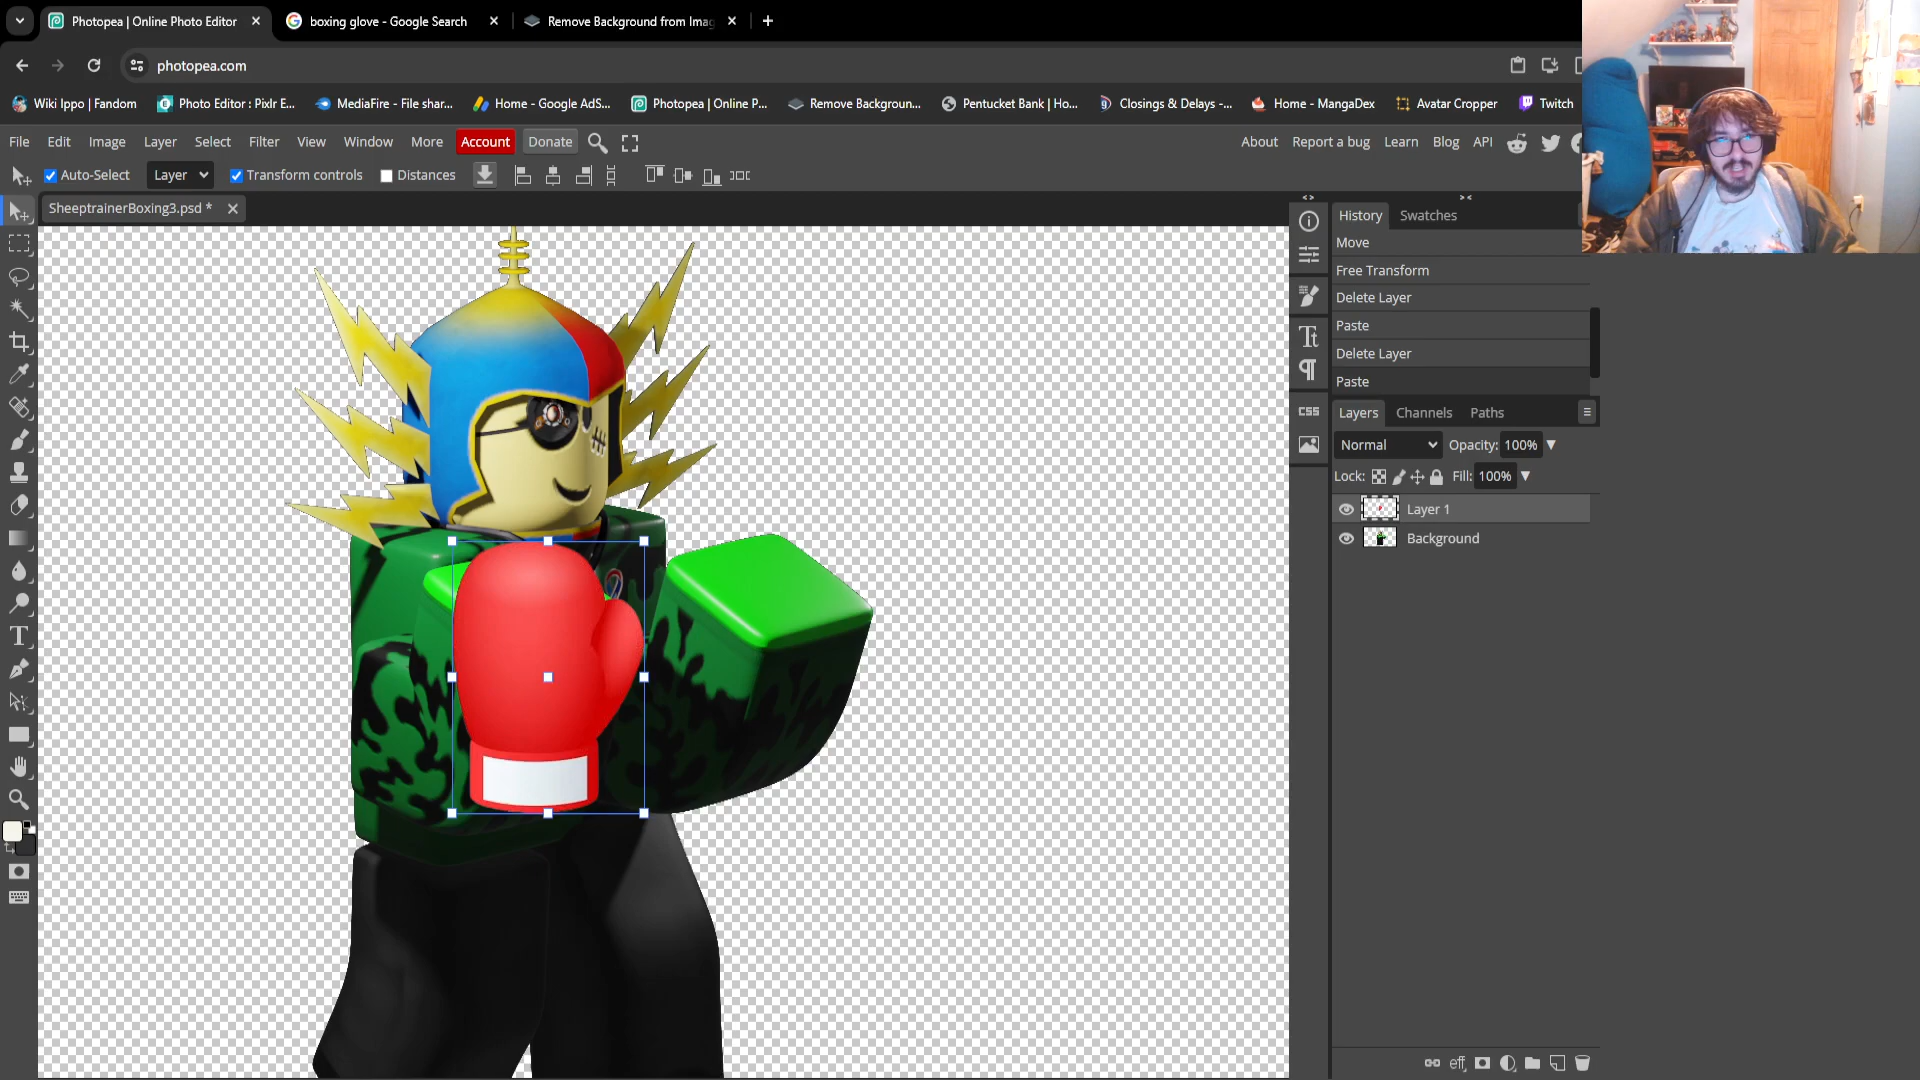 Photopea | Online Photo Editor
boxing glove - Google Search
Remove Background from Imag
photopea.com
Wiki Ippo | Fandom
Photo Editor : Pixlr E...
MediaFire - File shar...
Home - Google AdS...
Photopea | Online P...
Remove Backgroun...
Pentucket Bank | Ho...
Closings & Delays -...
Home - MangaDex
Avatar Cropper
Twitch
File Edit Image Layer Select Filter View Window More Account Donate
About Report a bug Learn Blog API
Auto-Select Layer Transform controls Distances
SheeptrainerBoxing3.psd *
History Swatches
Move
Free Transform
Delete Layer
Paste
Delete Layer
Paste
CSS
Layers Channels Paths
Normal Opacity: 100%
Lock: Fill: 100%
Layer 1
Background
eff